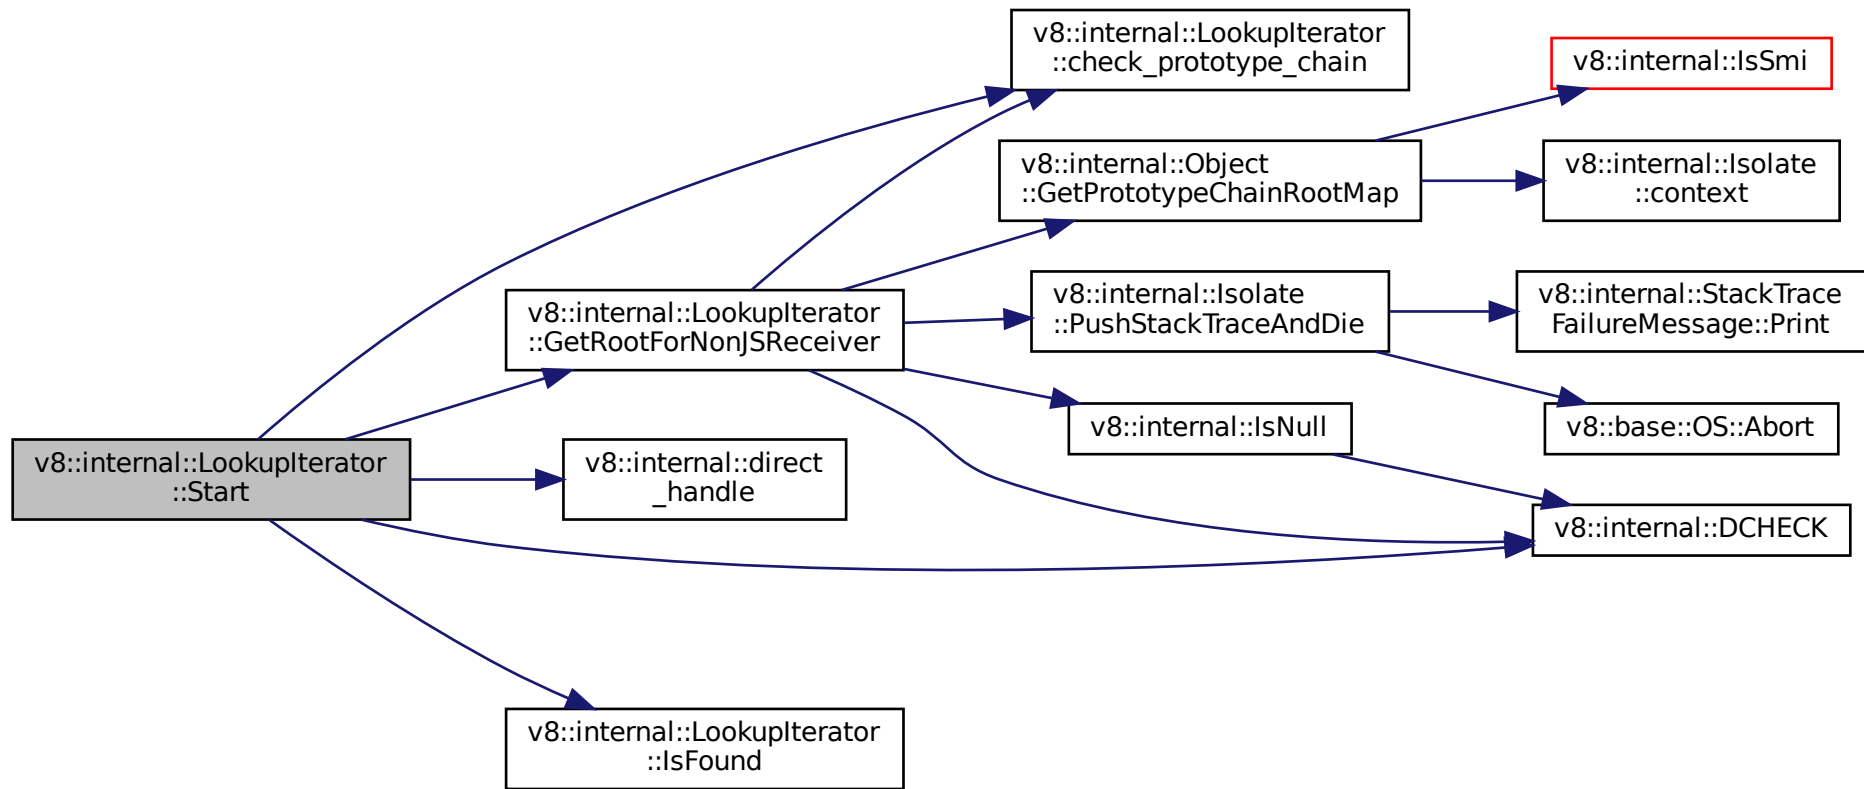 v8::internal::LookupIterator
::check_prototype_chain
v8::internal::IsSmi
v8::internal::Object
::GetPrototypeChainRootMap
v8::internal::Isolate
::context
v8::internal::LookupIterator
::GetRootForNonJSReceiver
v8::internal::Isolate
::PushStackTraceAndDie
v8::internal::StackTrace
FailureMessage::Print
v8::internal::IsNull
v8::base::OS::Abort
v8::internal::LookupIterator
::Start
v8::internal::direct
_handle
v8::internal::DCHECK
v8::internal::LookupIterator
::IsFound